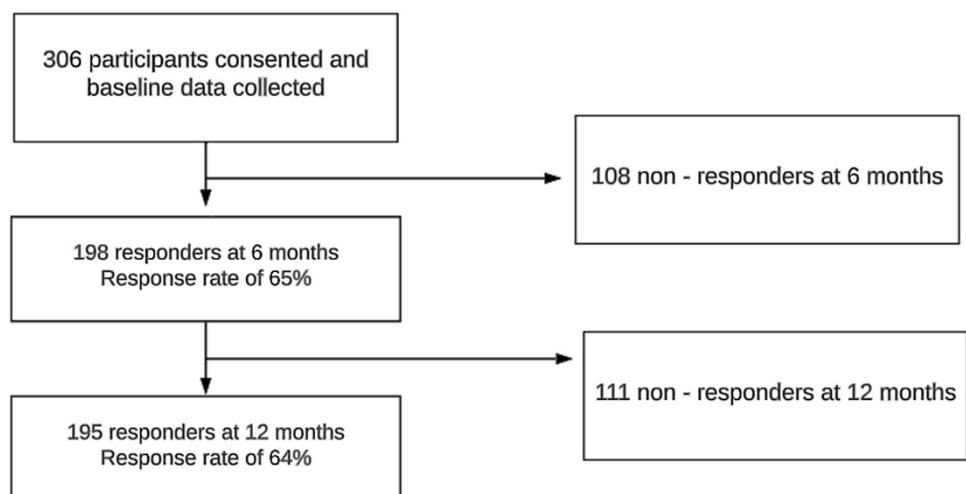 306 participants consented and
baseline data collected
108 non - responders at 6 months
198 responders at 6 months
Response rate of 65%
111 non - responders at 12 months
195 responders at 12 months
Response rate of 64%